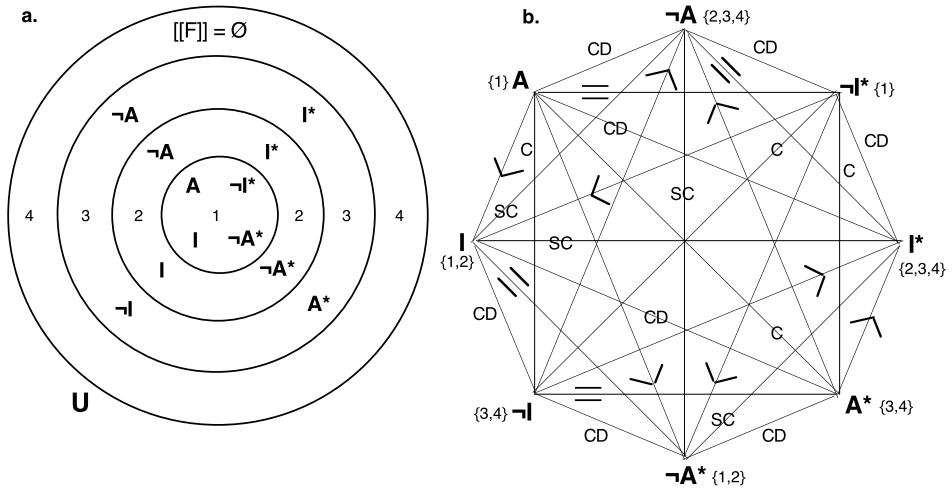 a.
[[F]] = Ø
¬A
I*
¬A
I*
A
¬I*
4
3
2
1
2
3
4
I
¬A*
I
¬A*
¬I
A*
U
b.
¬A {2,3,4}
CD
CD
{1} A
¬I* {1}
CD
C
C
CD
C
SC
SC
I
{1,2}
SC
I*
{2,3,4}
CD
CD
C
{3,4} ¬I
A* {3,4}
SC
CD
CD
¬A* {1,2}